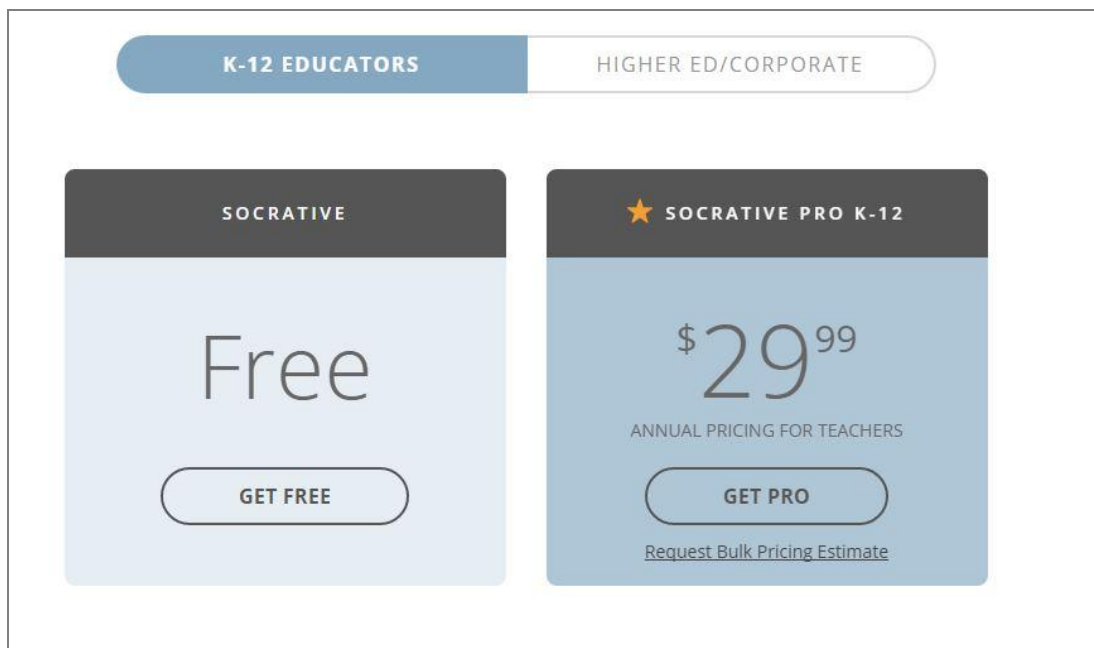 K-12 EDUCATORS
HIGHER ED/CORPORATE
SOCRATIVE
Free
GET FREE
SOCRATIVE PRO K-12
$29 99
ANNUAL PRICING FOR TEACHERS
GET PRO
Request Bulk Pricing Estimate